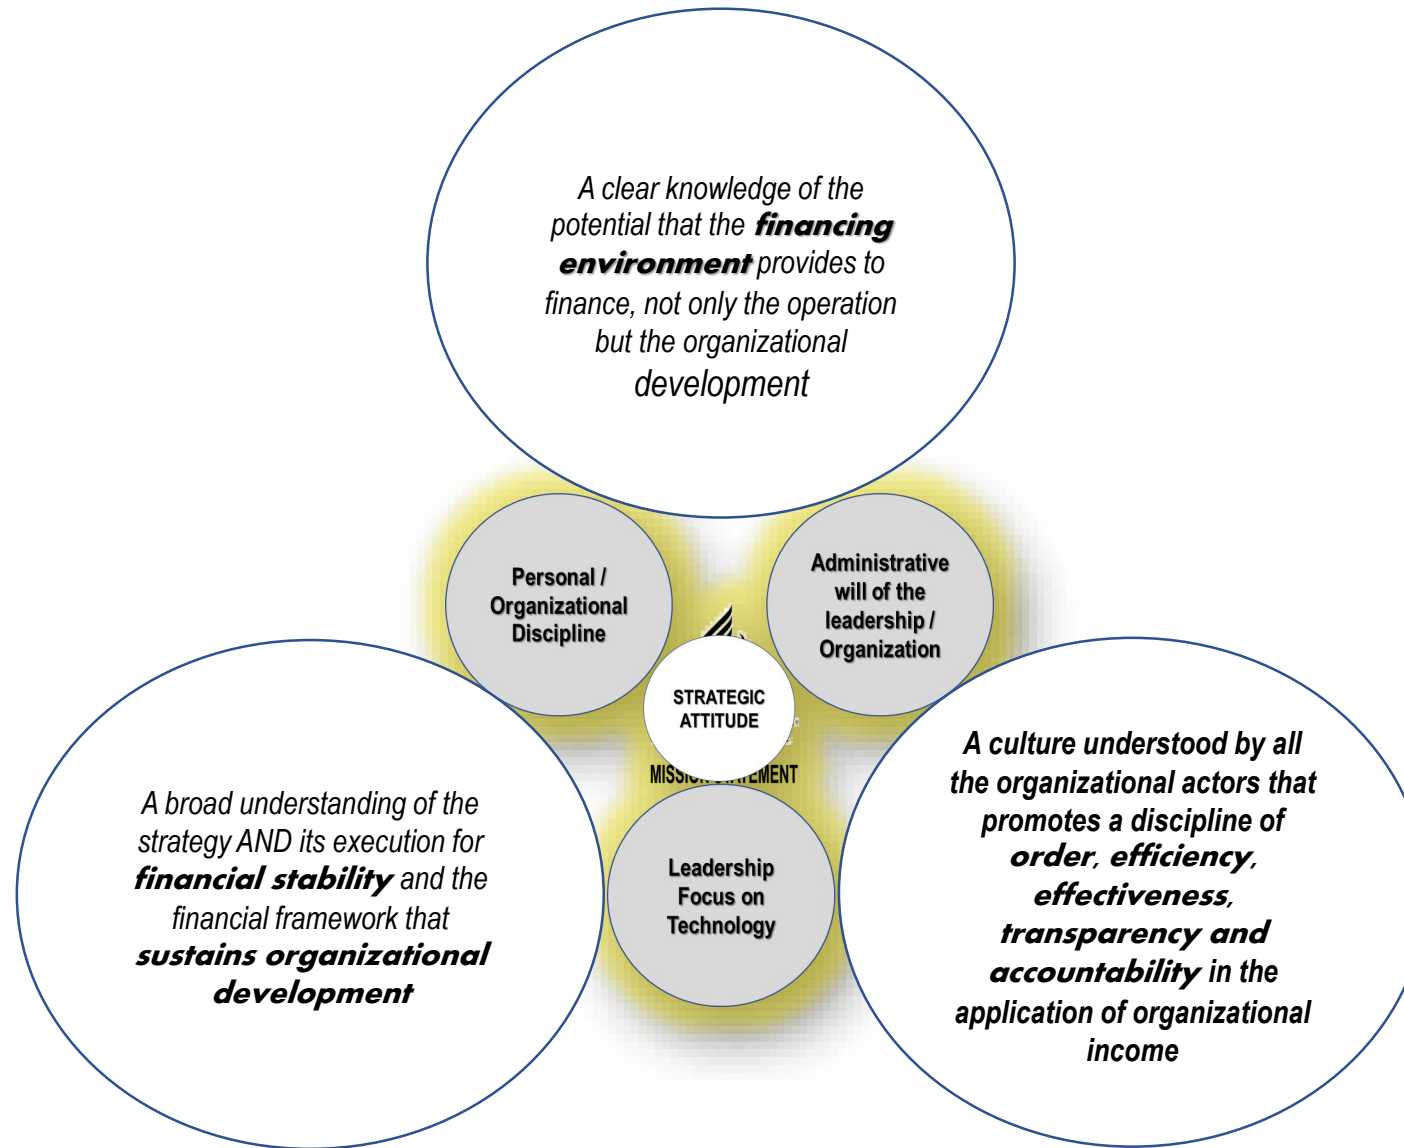 A clear knowledge of the
potential that the financing
environment provides to
finance, not only the operation
but the organizational
development
Personal /
Organizational
Discipline
Administrative
will of the
leadership /
Organization
STRATEGIC
ATTITUDE
MISSION STATEMENT
Leadership
Focus on
Technology
A broad understanding of the
strategy AND its execution for
financial stability and the
financial framework that
sustains organizational
development
A culture understood by all
the organizational actors that
promotes a discipline of
order, efficiency,
effectiveness,
transparency and
accountability in the
application of organizational
income